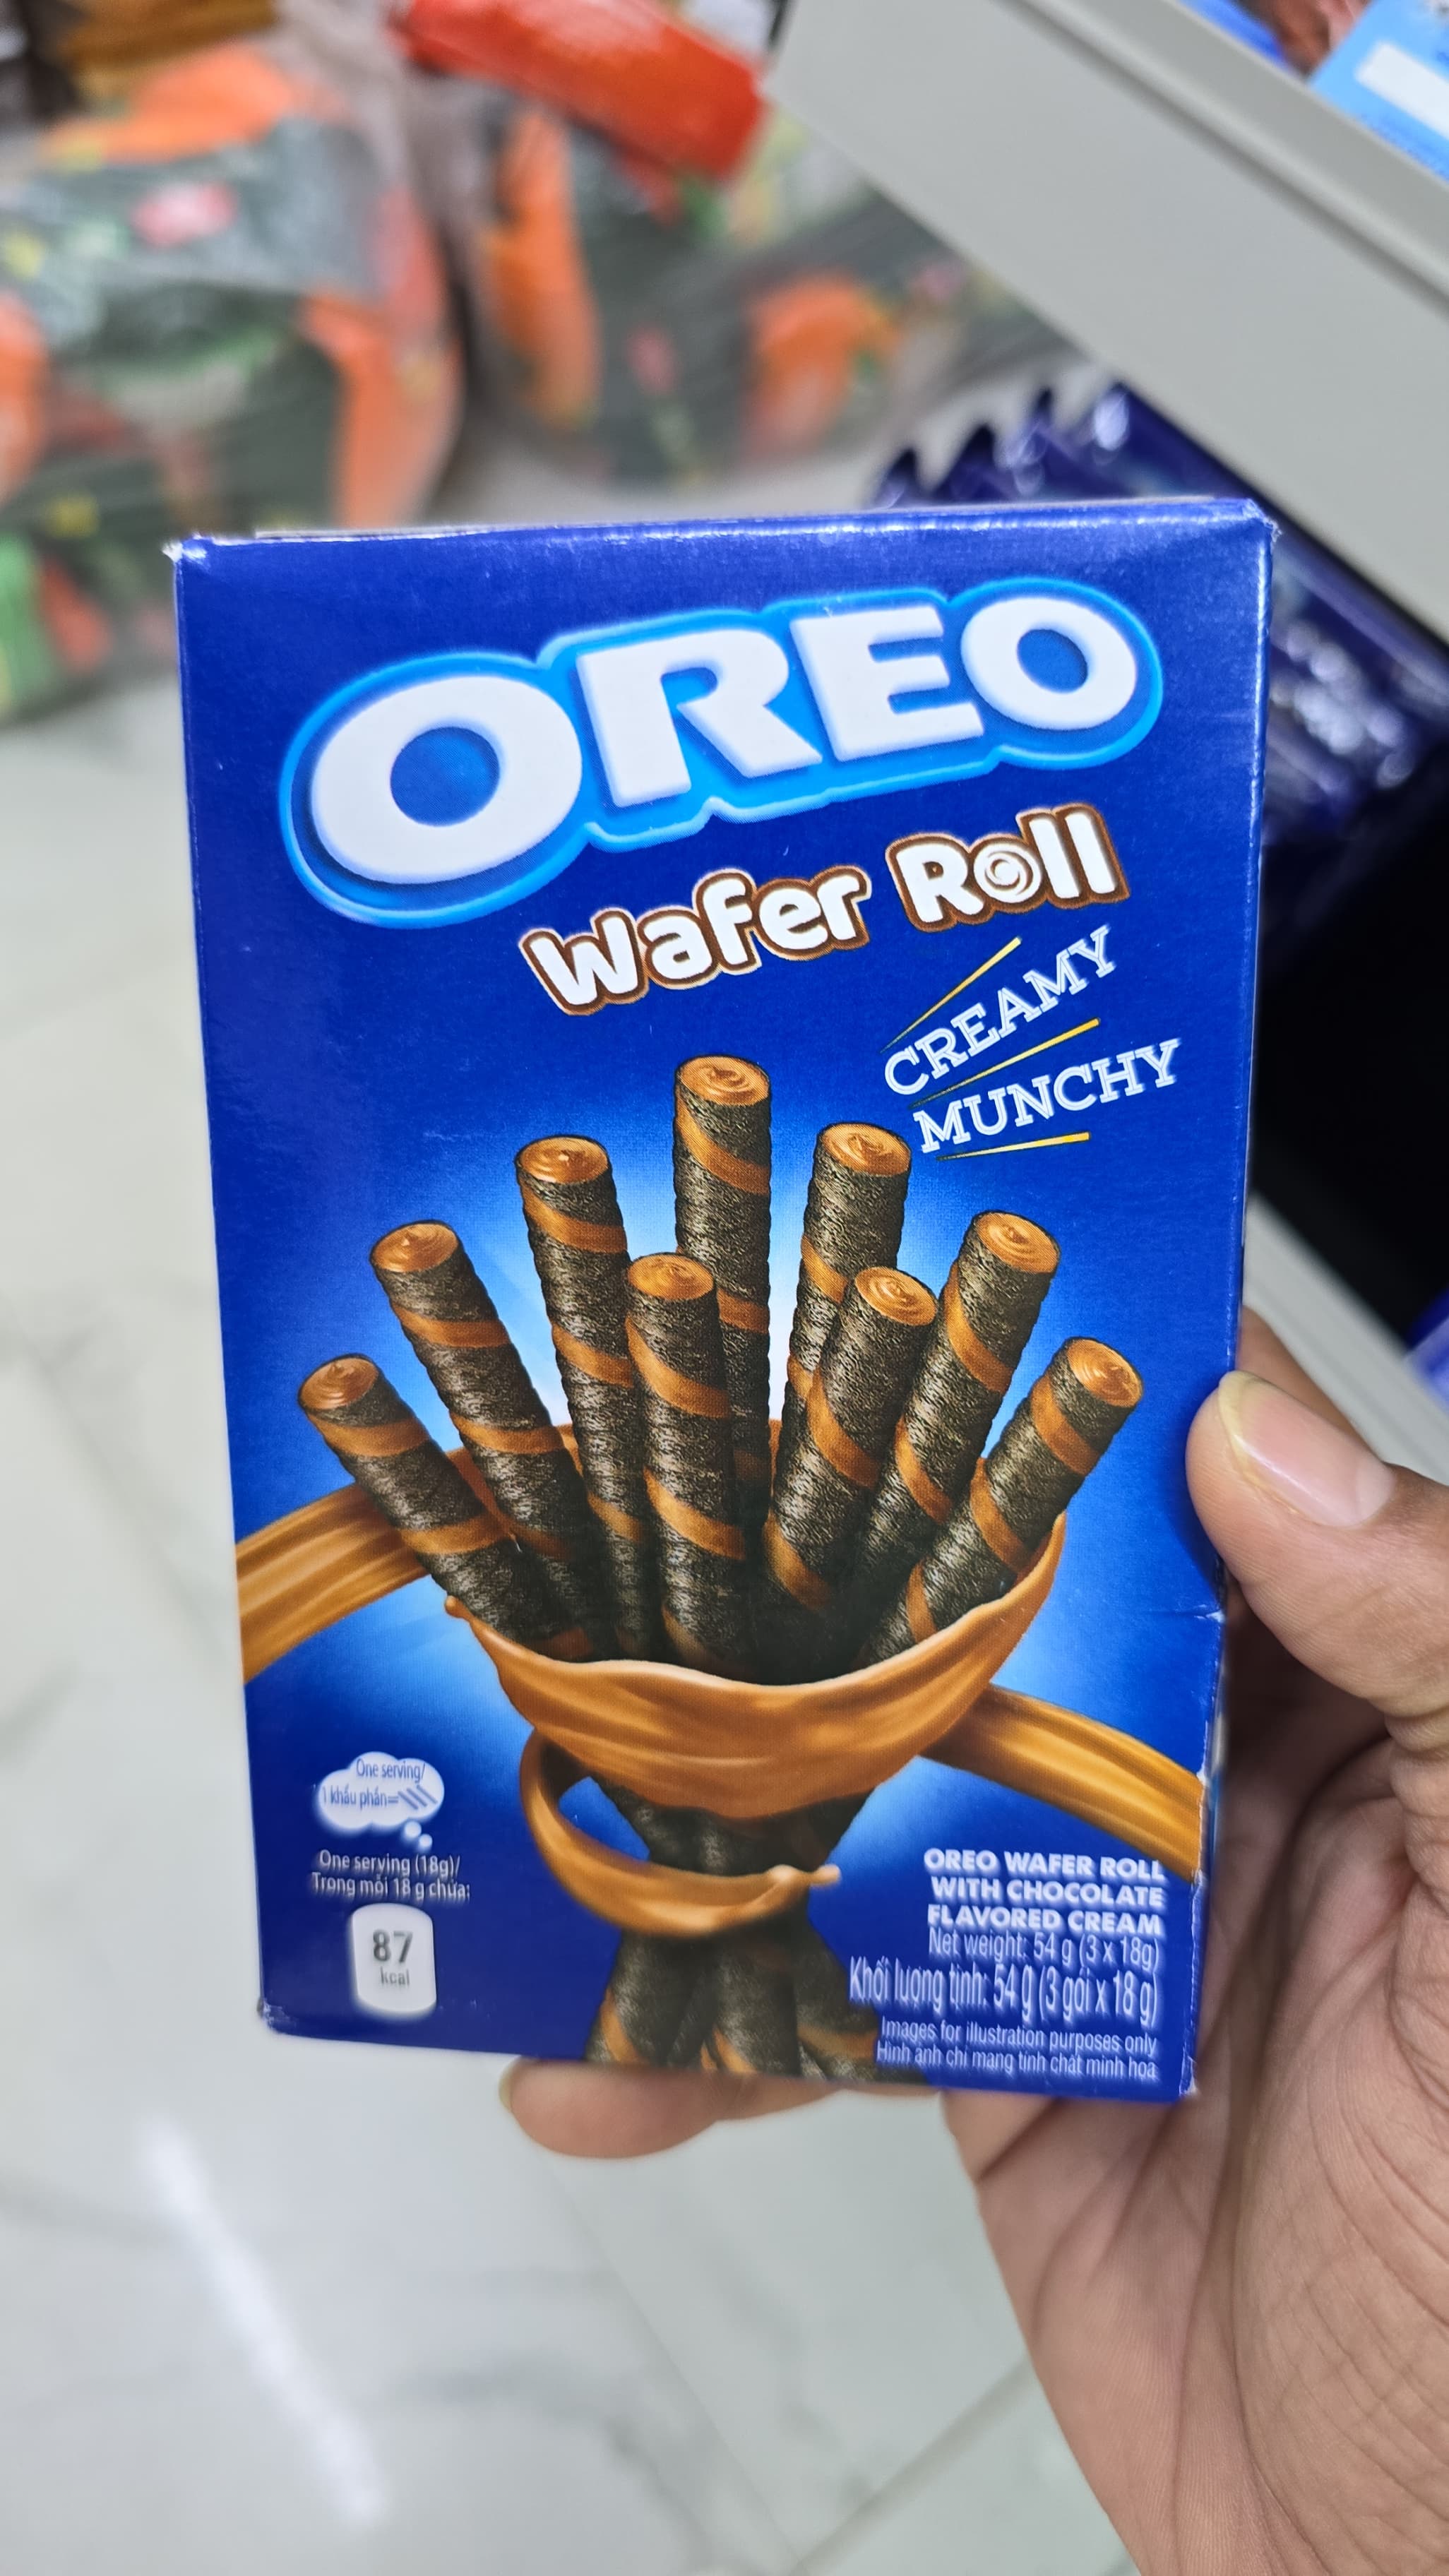 OREO
Wafer Roll
CREAMY
MUNCHY
One serving/
1 khẩu phần=
One serving (18g)/
Trong mỗi 18 g chứa:
87
kcal
OREO WAFER ROLL
WITH CHOCOLATE
FLAVORED CREAM
Net weight: 54 g (3 x 18g)
Khối lượng tịnh: 54 g (3 gói x 18 g)
Images for illustration purposes only
Hình ảnh chỉ mang tính chất minh họa